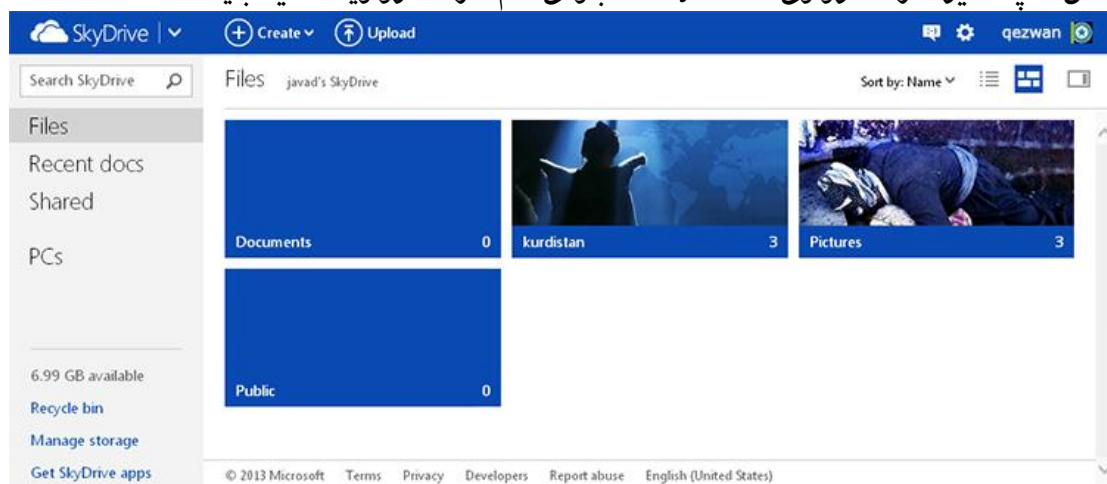 SkyDrive
Create
Upload
qezwan
Search SkyDrive
Files javad's SkyDrive
Sort by: Name
Files
Recent docs
Shared
PCs
Documents 0
kurdistan 3
Pictures 3
Public 0
6.99 GB available
Recycle bin
Manage storage
Get SkyDrive apps
© 2013 Microsoft Terms Privacy Developers Report abuse English (United States)